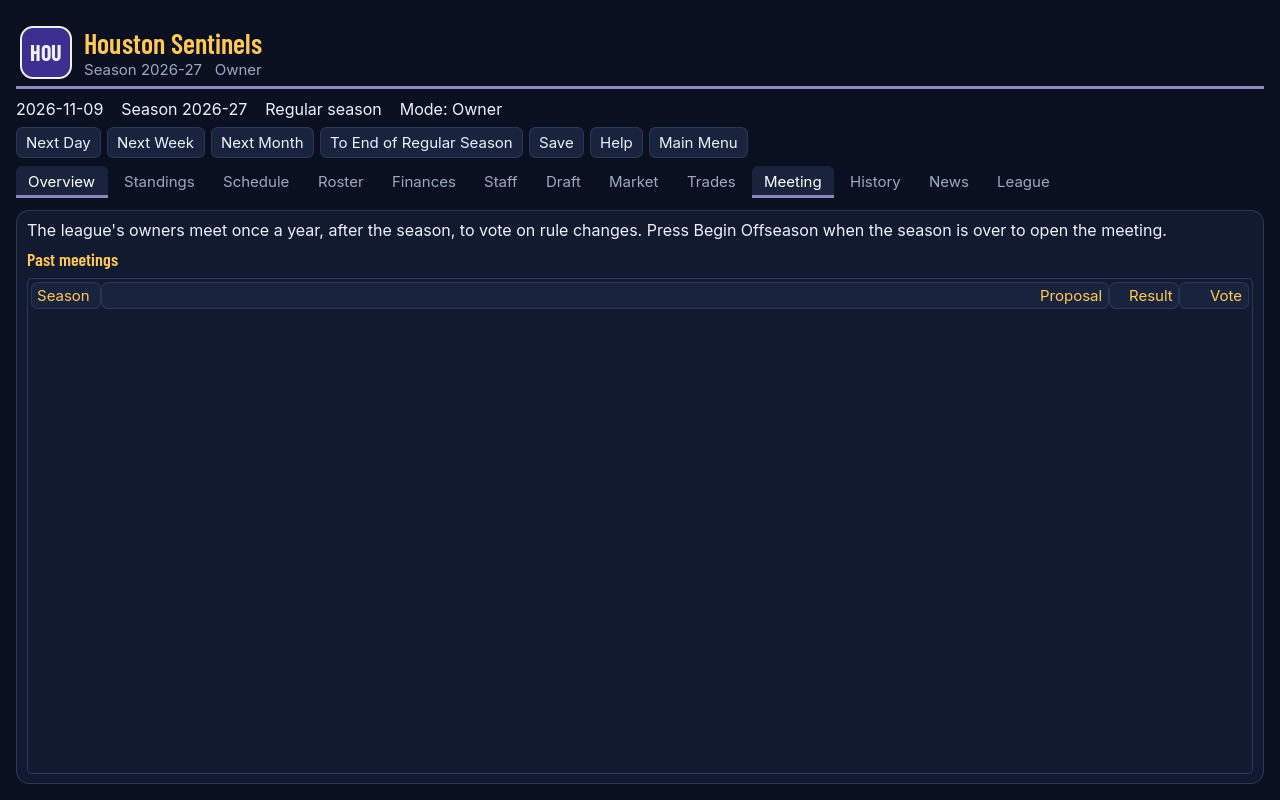 HOU
Houston Sentinels
Season 2026-27 Owner
2026-11-09 Season 2026-27 Regular season Mode: Owner
Next Day Next Week Next Month To End of Regular Season Save Help Main Menu
Overview Standings Schedule Roster Finances Staff Draft Market Trades Meeting History News League
The league's owners meet once a year, after the season, to vote on rule changes. Press Begin Offseason when the season is over to open the meeting.
Past meetings
Season Proposal Result Vote